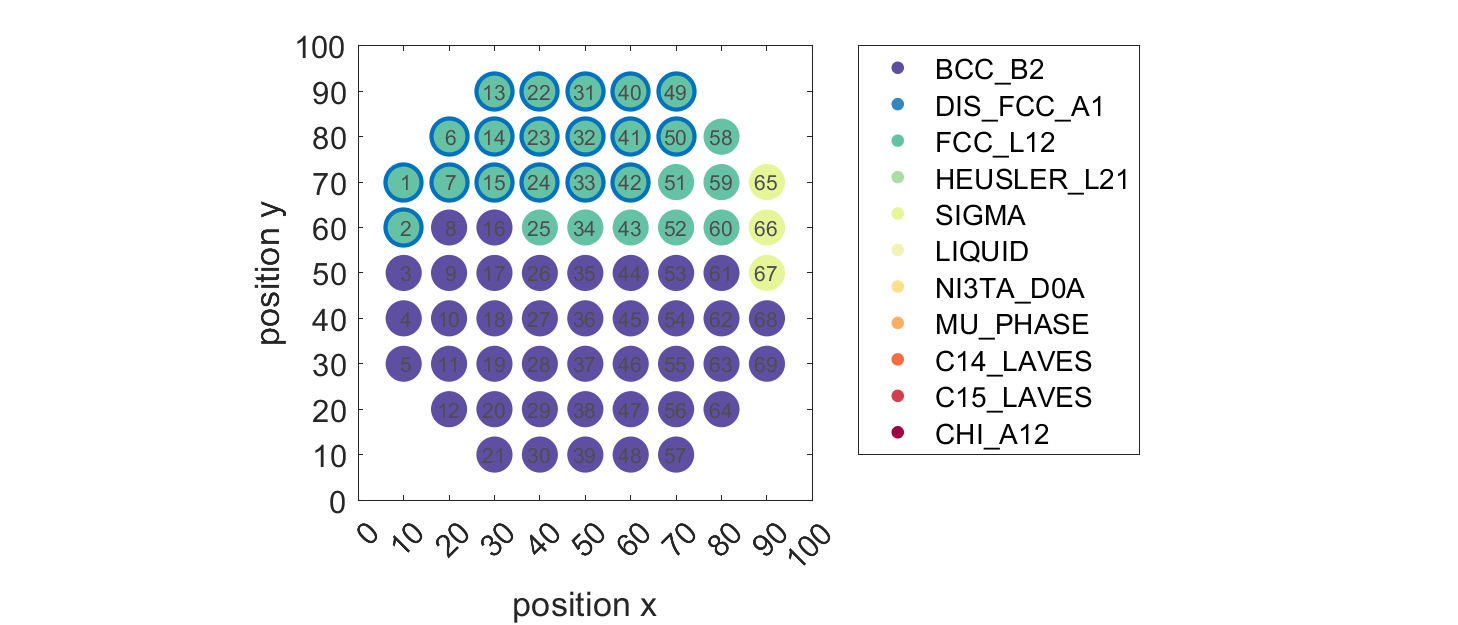 100
90
80
70
60
50
40
30
20
10
0
position y
13 22 31 40 49
6 14 23 32 41 50 58
1 7 15 24 33 42 51 59 65
2 8 16 25 34 43 52 60 66
3 9 17 26 35 44 53 61 67
4 10 18 27 36 45 54 62 68
5 11 19 28 37 46 55 63 69
12 20 29 38 47 56 64
21 30 39 48 57
0 10 20 30 40 50 60 70 80 90 100
position x
BCC_B2
DIS_FCC_A1
FCC_L12
HEUSLER_L21
SIGMA
LIQUID
NI3TA_D0A
MU_PHASE
C14_LAVES
C15_LAVES
CHI_A12